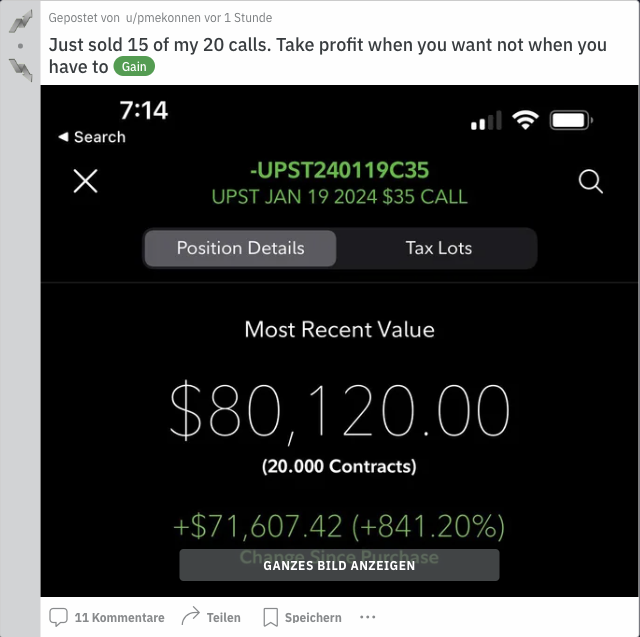 Gepostet von u/pmekonnen vor 1 Stunde
Just sold 15 of my 20 calls. Take profit when you want not when you
have to Gain
7:14
◀ Search
-UPST240119C35
UPST JAN 19 2024 $35 CALL
Position Details Tax Lots
Most Recent Value
$80,120.00
(20.000 Contracts)
+$71,607.42 (+841.20%)
Change Since Purchase
GANZES BILD ANZEIGEN
11 Kommentare Teilen Speichern ···